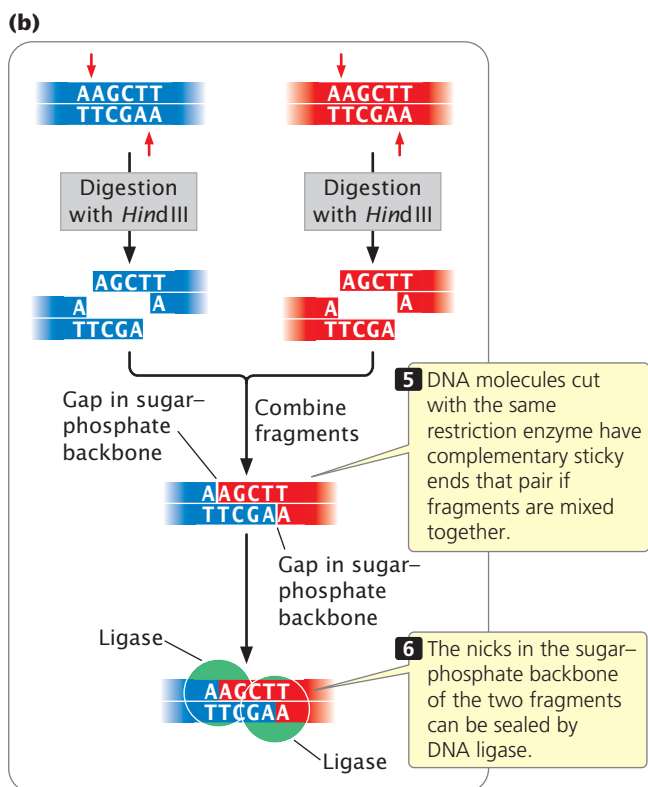 (b)
AAGCTT
TTCGAA
AAGCTT
TTCGAA
Digestion
with HindIII
Digestion
with HindIII
AGCTT
A A
TTCGA
AGCTT
A A
TTCGA
Gap in sugar–
phosphate
backbone
Combine
fragments
5 DNA molecules cut
with the same
restriction enzyme have
complementary sticky
ends that pair if
fragments are mixed
together.
AAGCTT
TTCGAA
Gap in sugar–
phosphate
backbone
Ligase
AAGCTT
TTCGAA
Ligase
6 The nicks in the sugar–
phosphate backbone
of the two fragments
can be sealed by
DNA ligase.